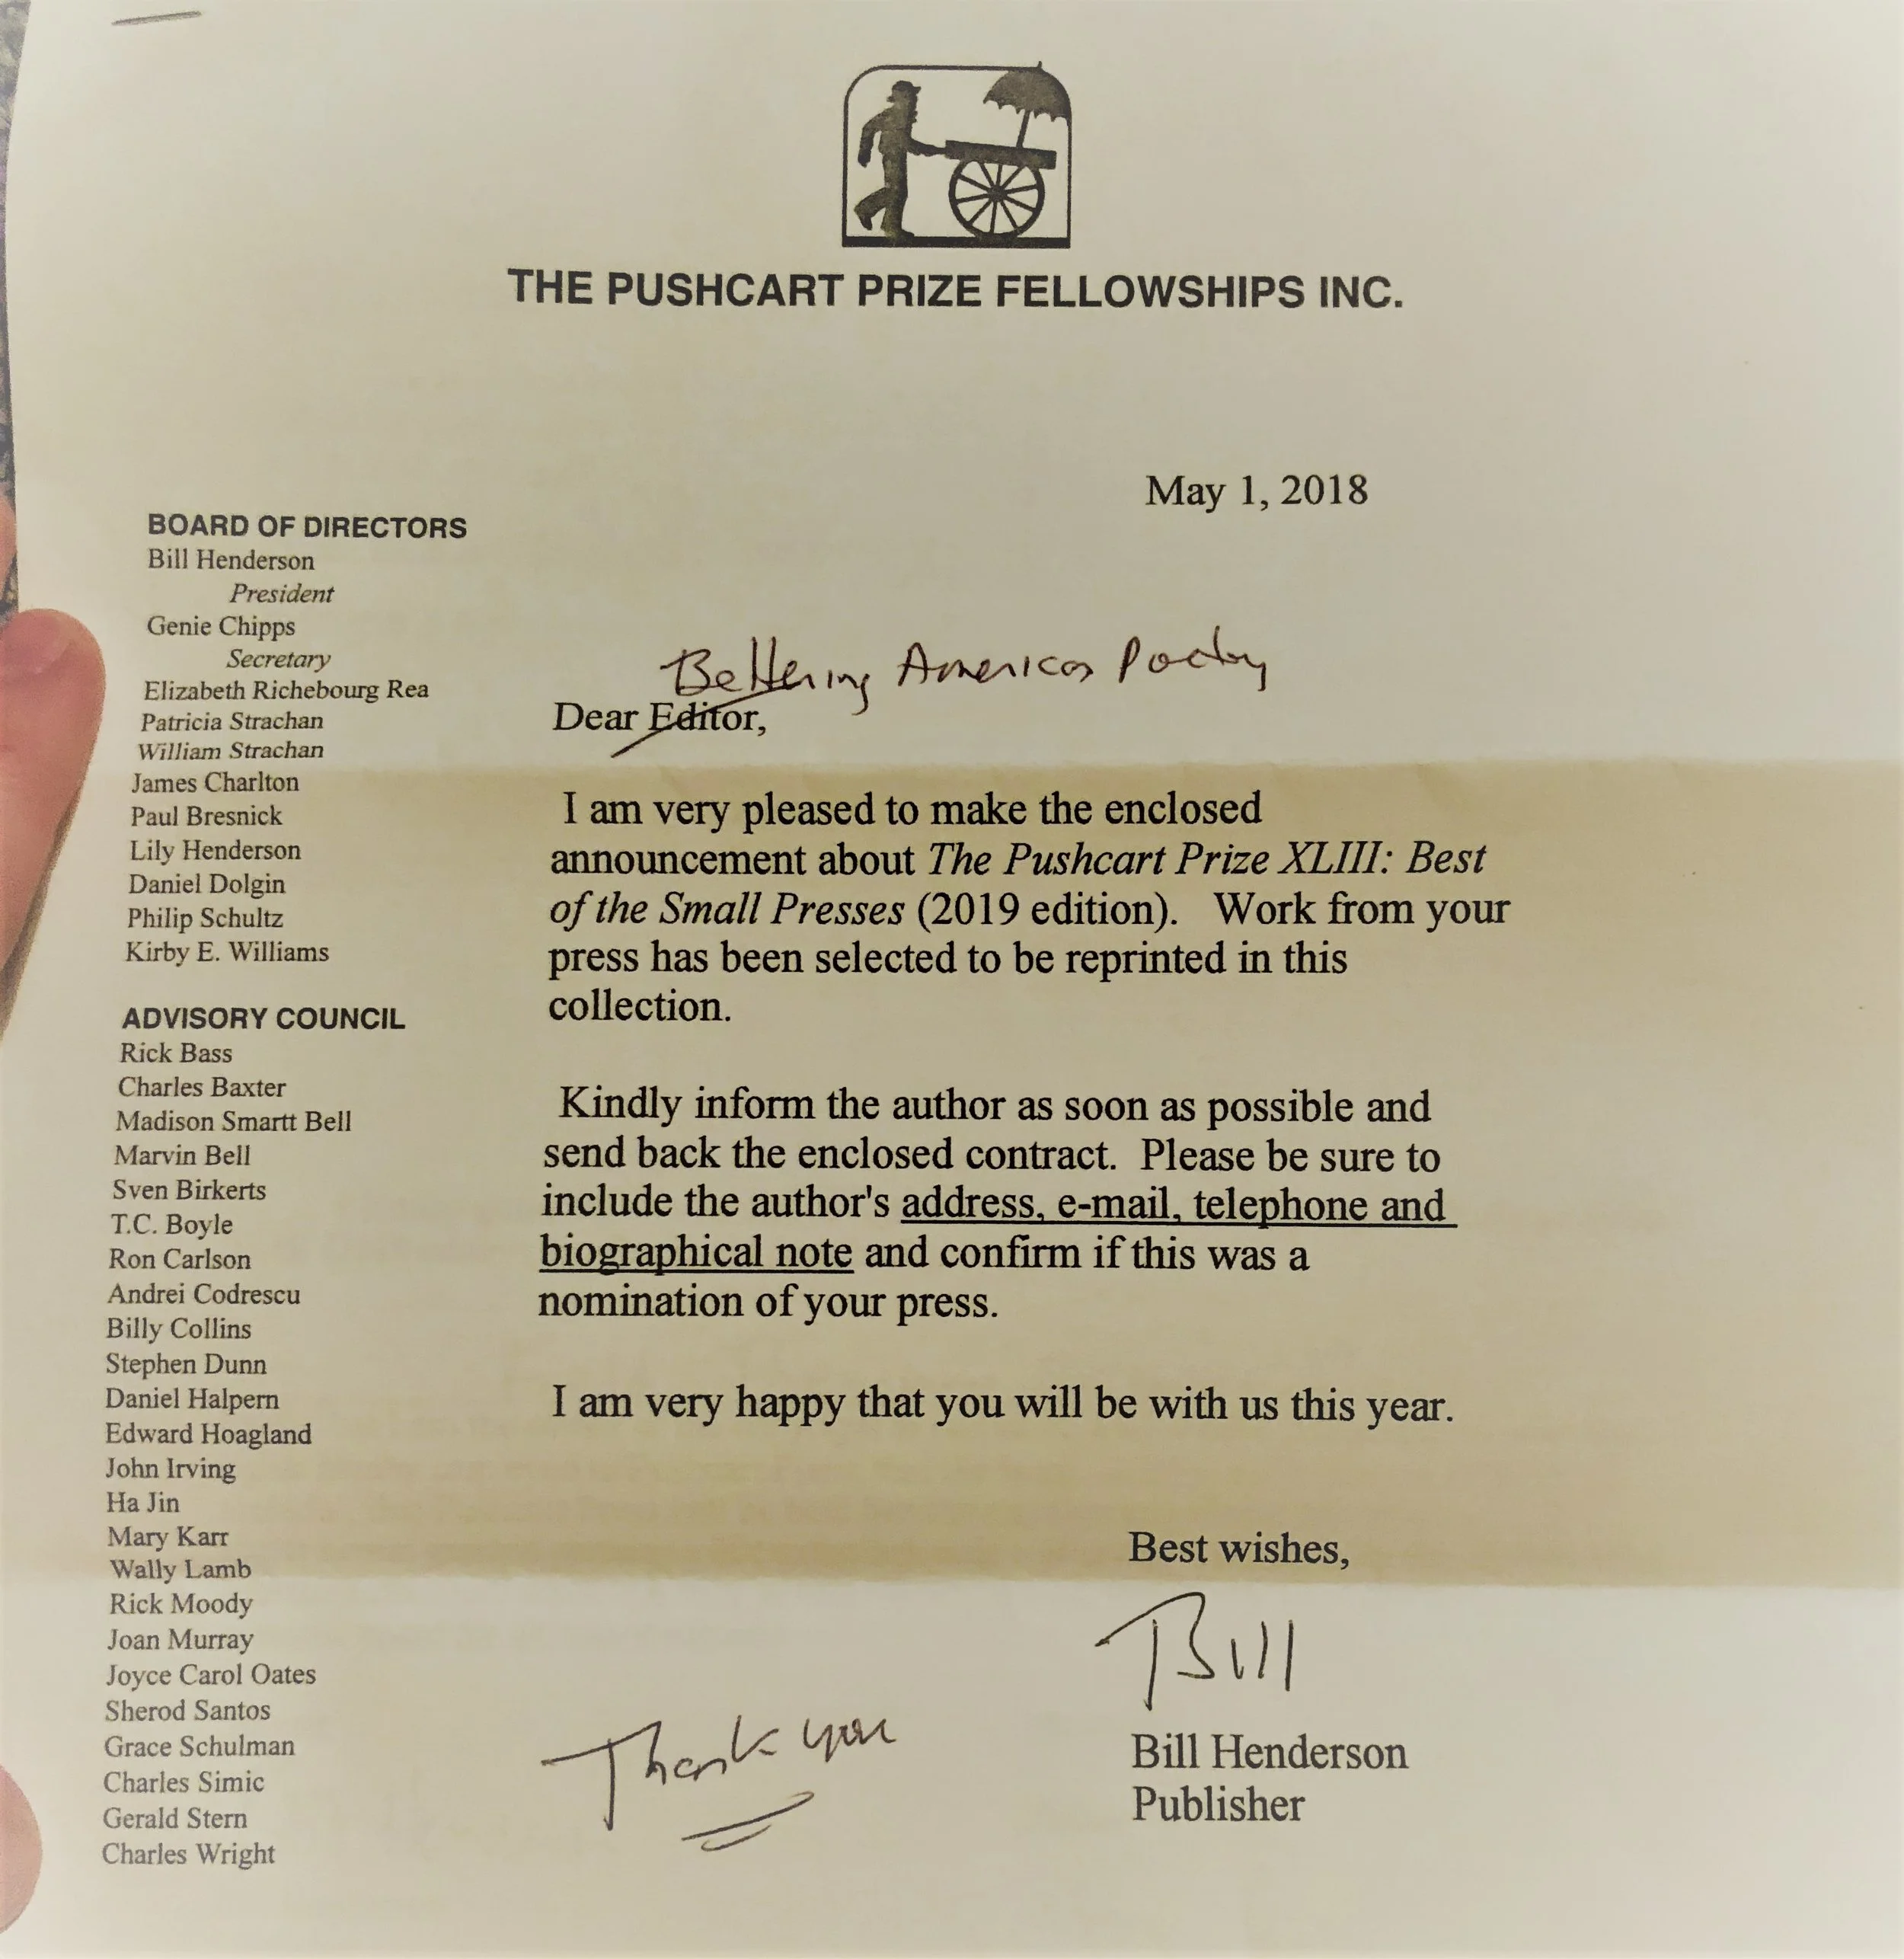 THE PUSHCART PRIZE FELLOWSHIPS INC.
May 1, 2018
BOARD OF DIRECTORS
Bill Henderson
President
Genie Chipps
Secretary
Elizabeth Richebourg Rea
Patricia Strachan
William Strachan
James Charlton
Paul Bresnick
Lily Henderson
Daniel Dolgin
Philip Schultz
Kirby E. Williams
ADVISORY COUNCIL
Rick Bass
Charles Baxter
Madison Smartt Bell
Marvin Bell
Sven Birkerts
T.C. Boyle
Ron Carlson
Andrei Codrescu
Billy Collins
Stephen Dunn
Daniel Halpern
Edward Hoagland
John Irving
Ha Jin
Mary Karr
Wally Lamb
Rick Moody
Joan Murray
Joyce Carol Oates
Sherod Santos
Grace Schulman
Charles Simic
Gerald Stern
Charles Wright
Bettering American Poetry
Dear Editor,
I am very pleased to make the enclosed
announcement about The Pushcart Prize XLIII: Best
of the Small Presses (2019 edition). Work from your
press has been selected to be reprinted in this
collection.
Kindly inform the author as soon as possible and
send back the enclosed contract. Please be sure to
include the author's address, e-mail, telephone and
biographical note and confirm if this was a
nomination of your press.
I am very happy that you will be with us this year.
Best wishes,
Bill
Thank you
Bill Henderson
Publisher